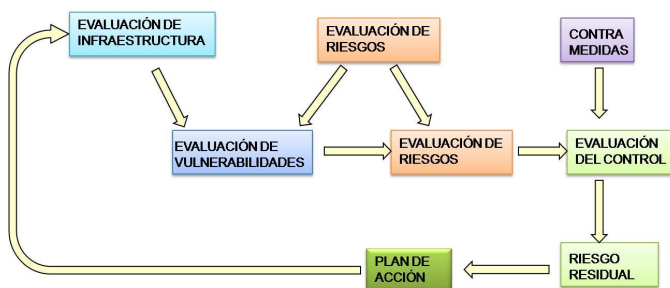 EVALUACIÓN DE
INFRAESTRUCTURA
EVALUACIÓN DE
RIESGOS
CONTRA
MEDIDAS
EVALUACIÓN DE
VULNERABILIDADES
EVALUACIÓN DE
RIESGOS
EVALUACIÓN
DEL CONTROL
PLAN DE
ACCIÓN
RIESGO
RESIDUAL